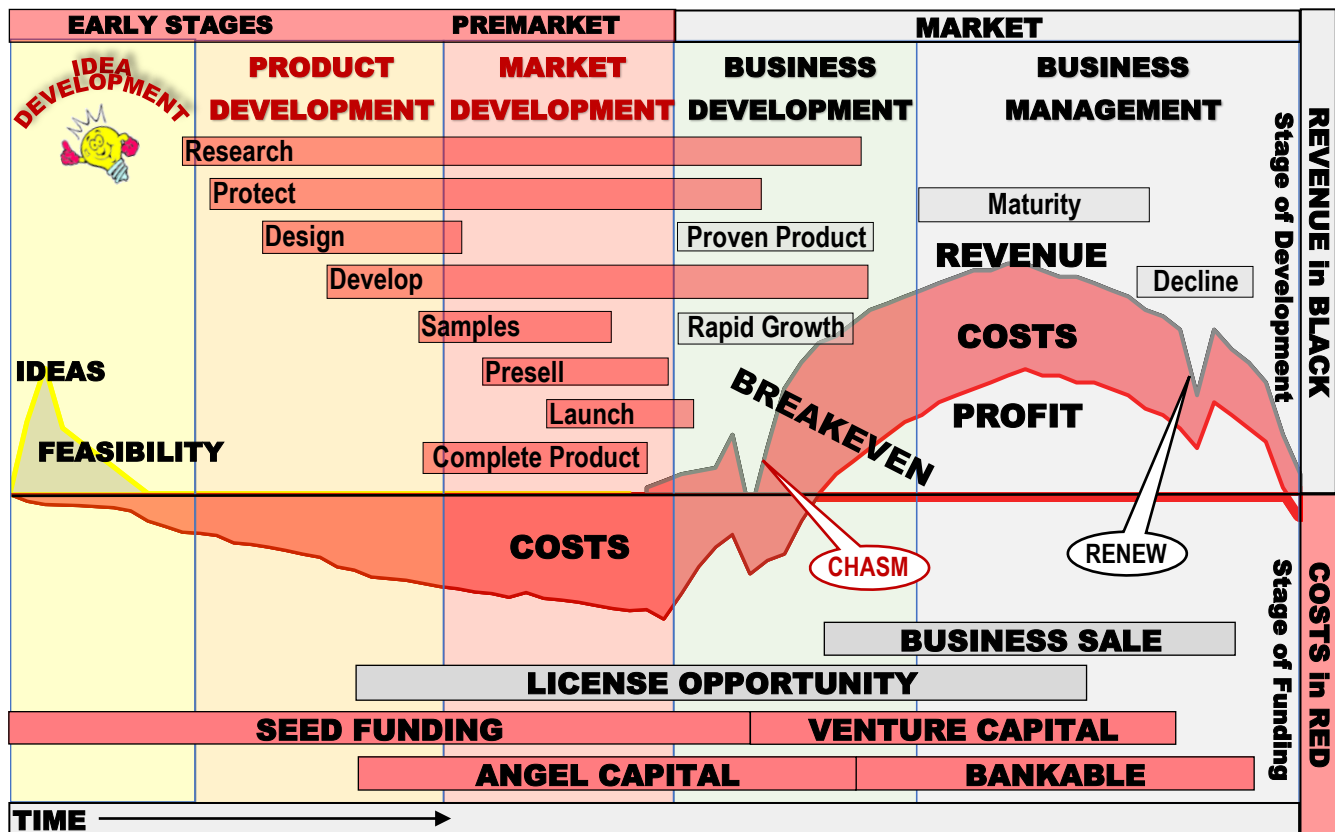 EARLY STAGES
PREMARKET
MARKET
IDEA
DEVELOPMENT
PRODUCT
DEVELOPMENT
MARKET
DEVELOPMENT
BUSINESS
DEVELOPMENT
BUSINESS
MANAGEMENT
Research
Protect
Design
Develop
Samples
Presell
Launch
Complete Product
Proven Product
Rapid Growth
Maturity
Decline
IDEAS
FEASIBILITY
REVENUE
COSTS
PROFIT
BREAKEVEN
COSTS
CHASM
RENEW
BUSINESS SALE
LICENSE OPPORTUNITY
SEED FUNDING
VENTURE CAPITAL
ANGEL CAPITAL
BANKABLE
TIME
Stage of Development
REVENUE in BLACK
Stage of Funding
COSTS in RED